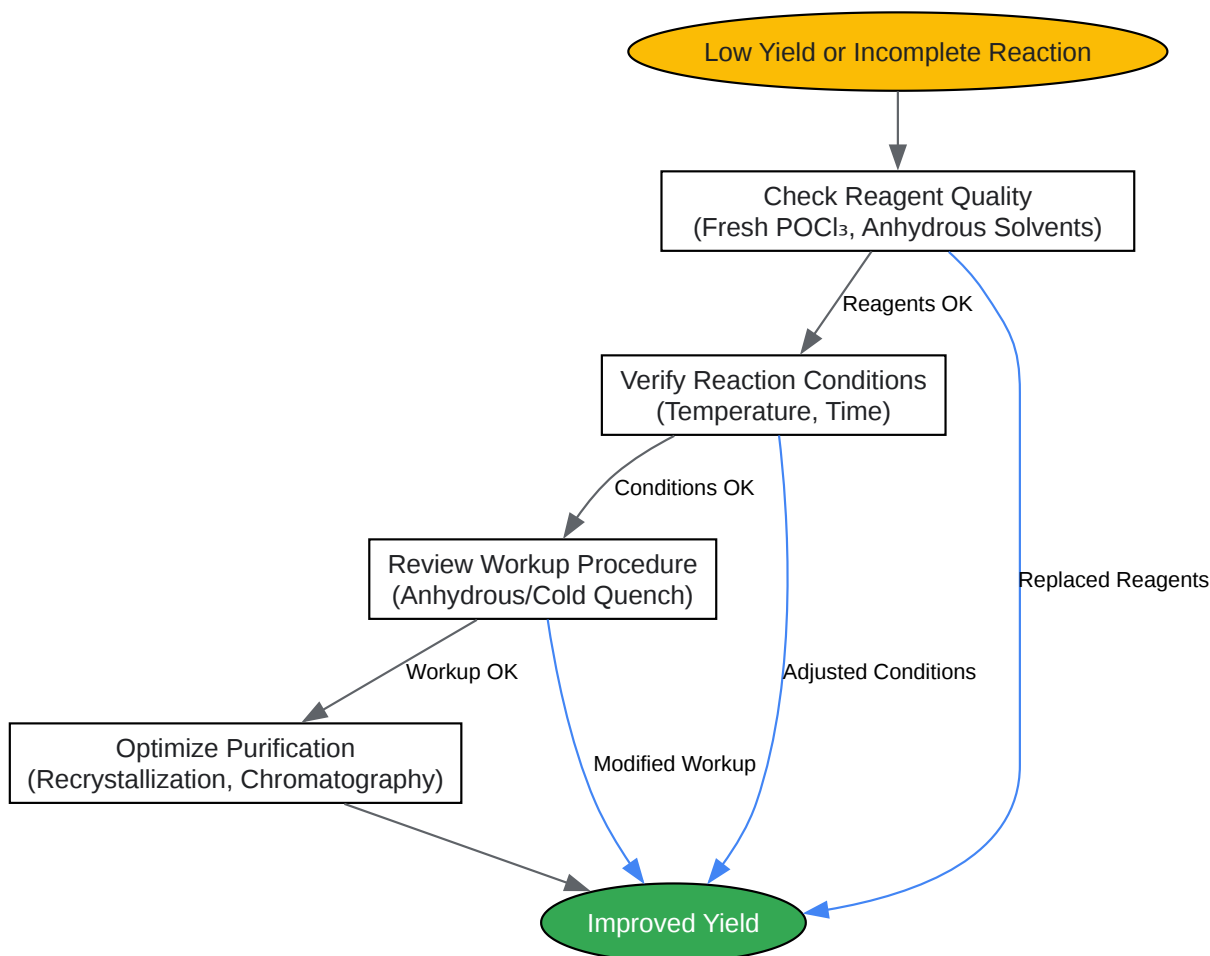 Low Yield or Incomplete Reaction
Check Reagent Quality
(Fresh POCl₃, Anhydrous Solvents)
Reagents OK
Verify Reaction Conditions
(Temperature, Time)
Conditions OK
Review Workup Procedure
(Anhydrous/Cold Quench)
Replaced Reagents
Workup OK
Adjusted Conditions
Optimize Purification
(Recrystallization, Chromatography)
Modified Workup
Improved Yield